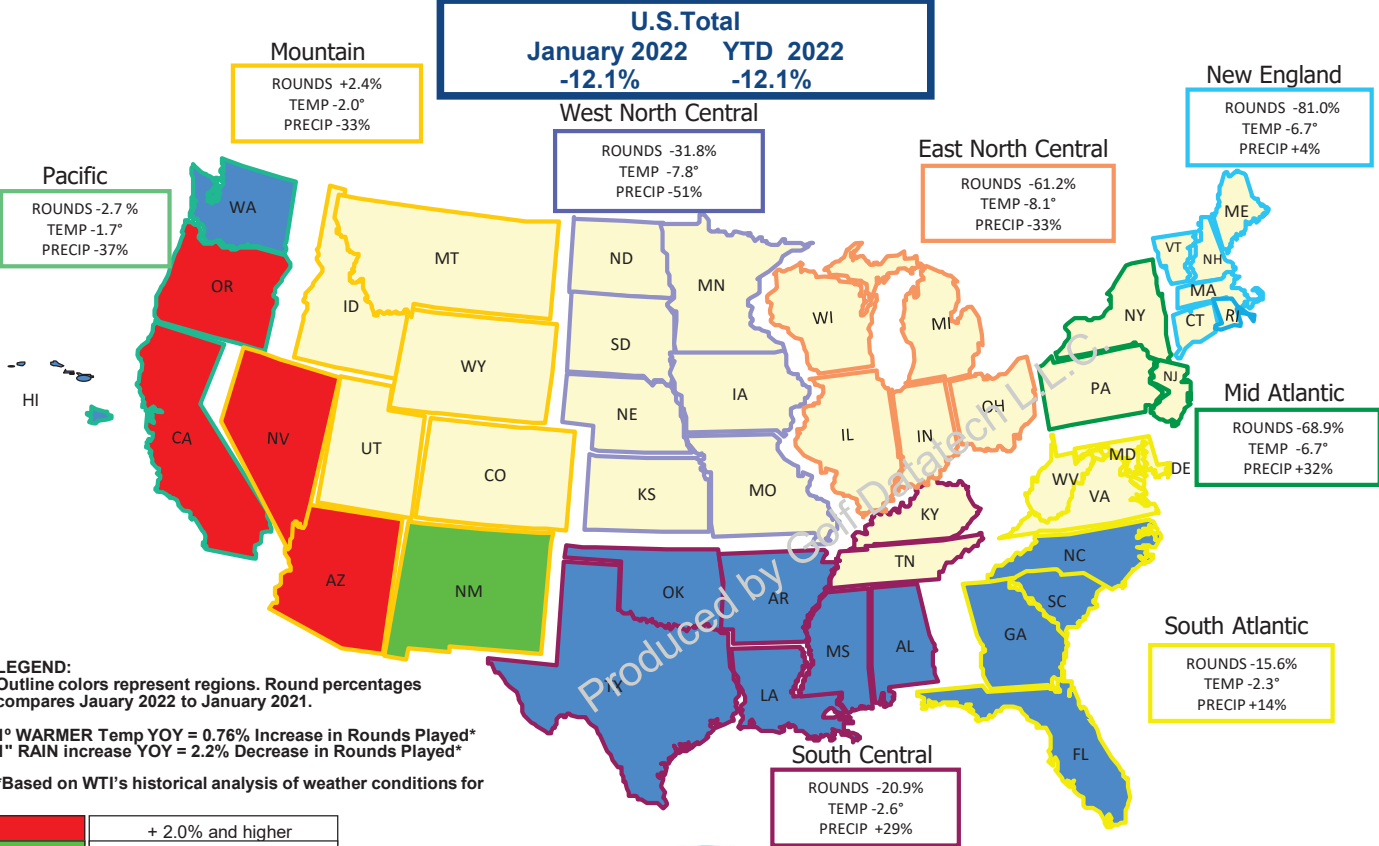 U.S.Total
January 2022 YTD 2022
-12.1% -12.1%
Mountain
ROUNDS +2.4%
TEMP -2.0°
PRECIP -33%
West North Central
ROUNDS -31.8%
TEMP -7.8°
PRECIP -51%
New England
ROUNDS -81.0%
TEMP -6.7°
PRECIP +4%
East North Central
ROUNDS -61.2%
TEMP -8.1°
PRECIP -33%
Pacific
ROUNDS -2.7 %
TEMP -1.7°
PRECIP -37%
WA
OR
CA
HI
NV
AZ
NM
ID
MT
WY
UT
CO
ND
SD
NE
KS
MN
IA
MO
WI
MI
IL
IN
OH
KY
TN
OK
AR
TX
LA
MS
AL
ME
VT
NH
MA
CT
RI
NY
PA
NJ
MD
DE
WV
VA
NC
SC
GA
FL
Mid Atlantic
ROUNDS -68.9%
TEMP -6.7°
PRECIP +32%
South Atlantic
ROUNDS -15.6%
TEMP -2.3°
PRECIP +14%
South Central
ROUNDS -20.9%
TEMP -2.6°
PRECIP +29%
Produced by Golf Datatech L.L.C.
LEGEND:
Outline colors represent regions. Round percentages
compares Jauary 2022 to January 2021.
1° WARMER Temp YOY = 0.76% Increase in Rounds Played*
1" RAIN increase YOY = 2.2% Decrease in Rounds Played*
*Based on WTI's historical analysis of weather conditions for
+ 2.0% and higher